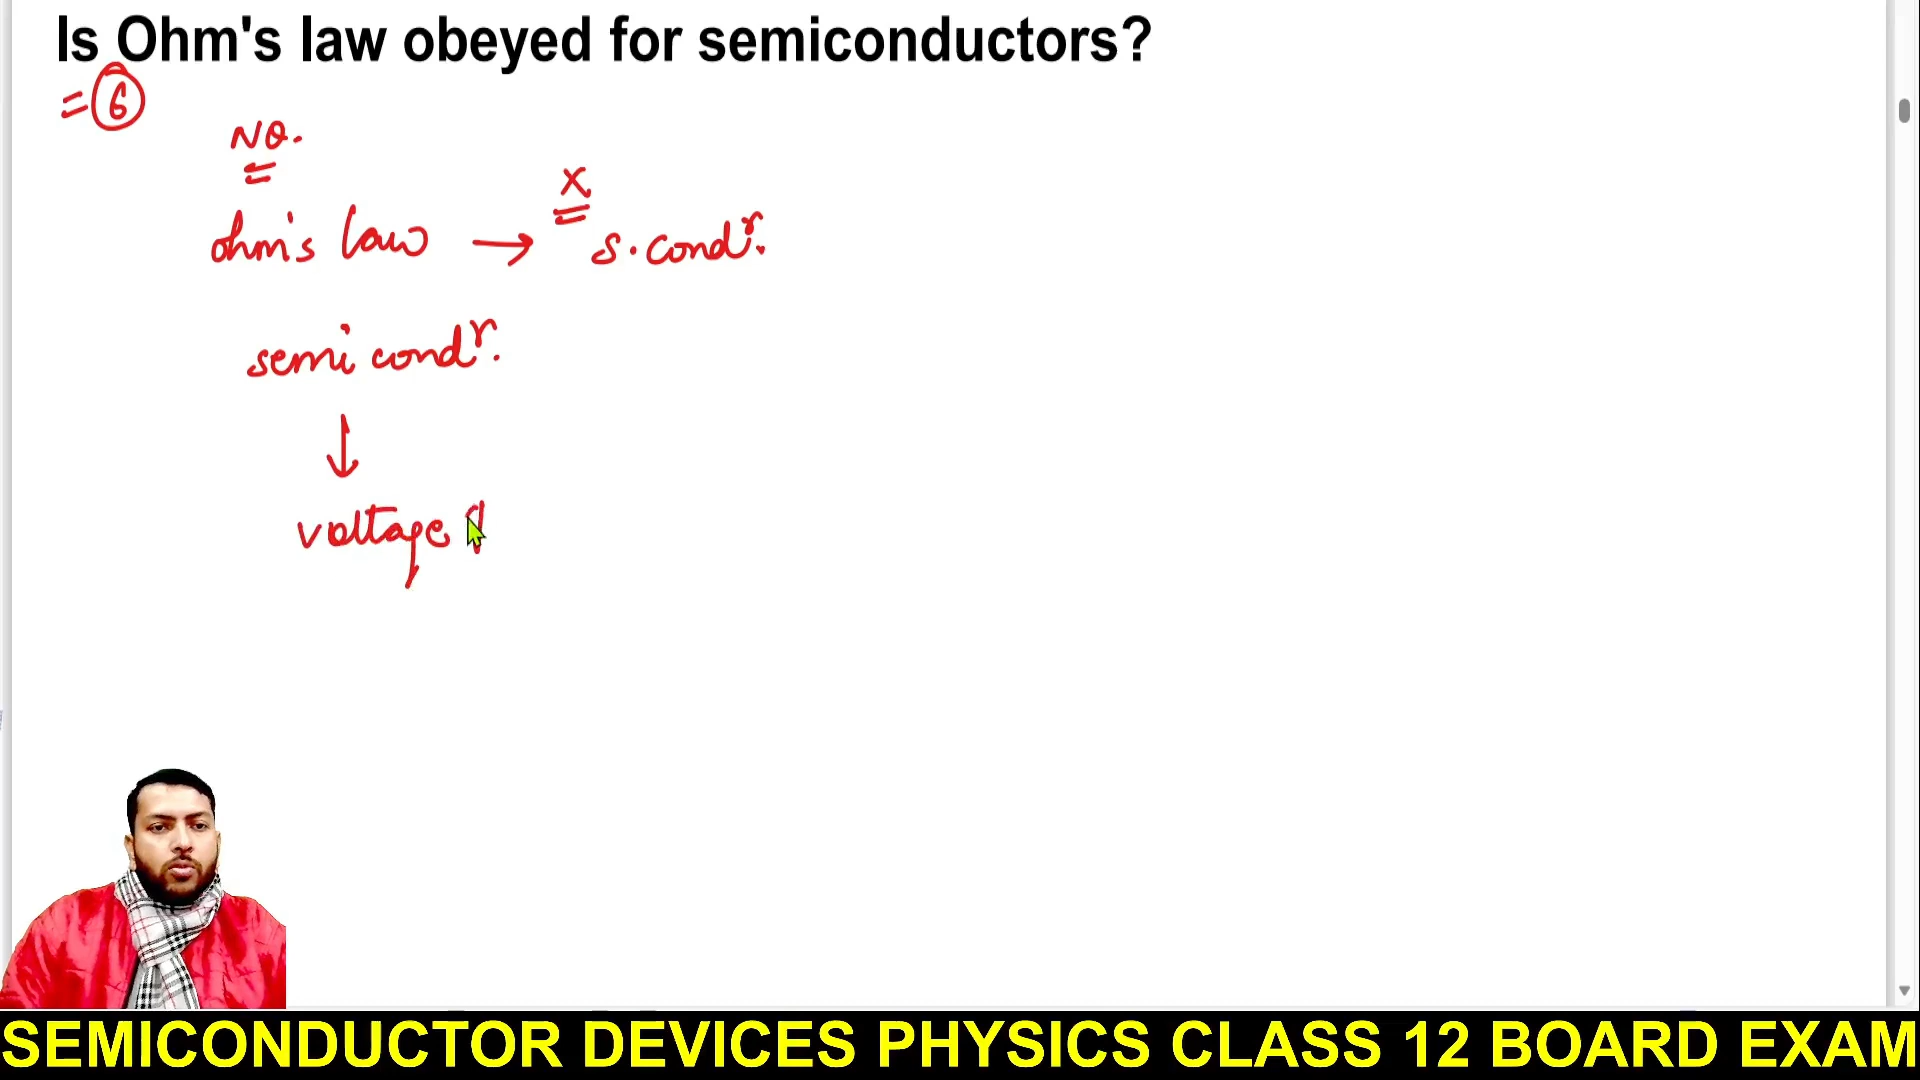 Is Ohm's law obeyed for semiconductors?
= 6
NO.
X
ohm's law → s.condr.
semi condr.
↓
voltage
SEMICONDUCTOR DEVICES PHYSICS CLASS 12 BOARD EXAM